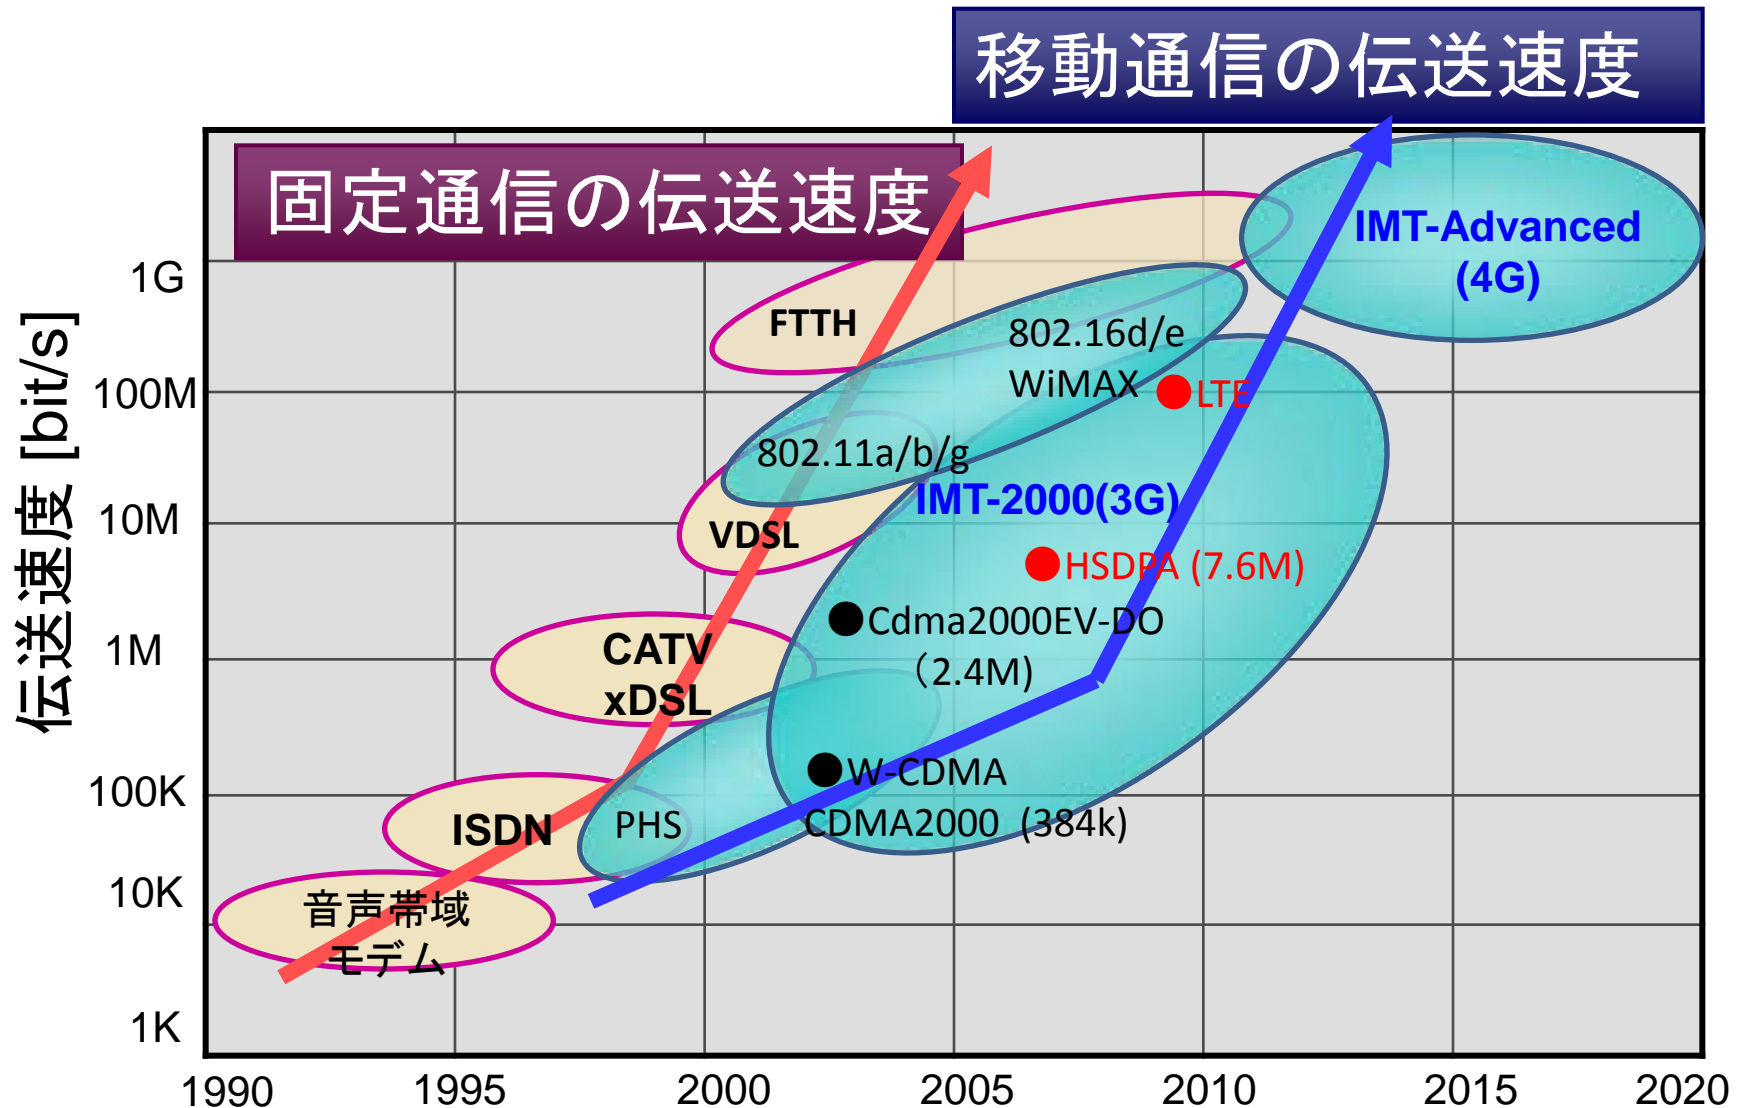 移動通信の伝送速度
固定通信の伝送速度
伝送速度 [bit/s]
1G
100M
10M
1M
100K
10K
1K
IMT-Advanced
(4G)
FTTH
802.16d/e
WiMAX
LTE
802.11a/b/g
IMT-2000(3G)
VDSL
HSDPA (7.6M)
Cdma2000EV-DO
（2.4M)
CATV
xDSL
W-CDMA
CDMA2000 (384k)
PHS
ISDN
音声帯域
モデム
1990 1995 2000 2005 2010 2015 2020